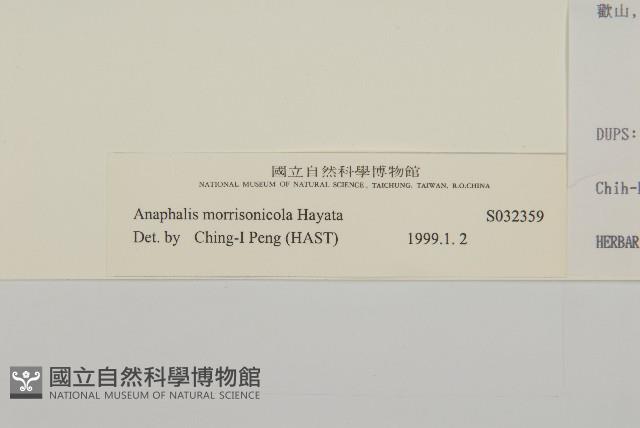 歡山,
DUPS:
Chih-
HERBAR
國立自然科學博物館
NATIONAL MUSEUM OF NATURAL SCIENCE, TAICHUNG, TAIWAN, R.O.CHINA
Anaphalis morrisonicola Hayata S032359
Det. by Ching-I Peng (HAST) 1999.1. 2
國立自然科學博物館
NATIONAL MUSEUM OF NATURAL SCIENCE